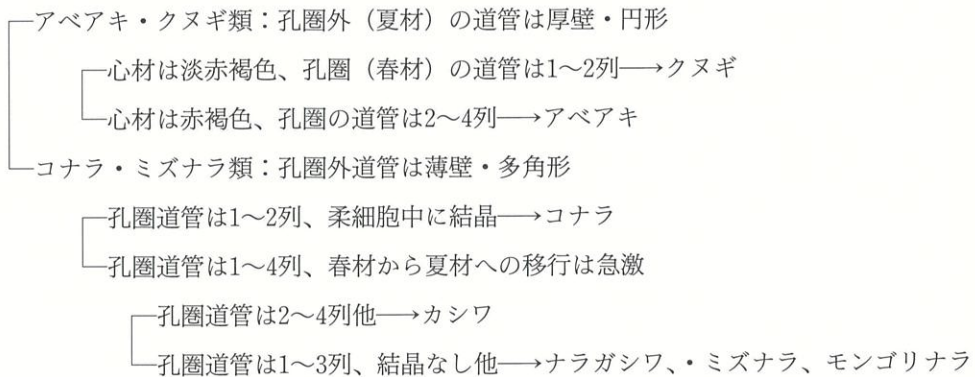 アベアキ・クヌギ類：孔圏外（夏材）の道管は厚壁・円形
心材は淡赤褐色、孔圏（春材）の道管は1〜2列→クヌギ
心材は赤褐色、孔圏の道管は2〜4列→アベアキ
コナラ・ミズナラ類：孔圏外道管は薄壁・多角形
孔圏道管は1〜2列、柔細胞中に結晶→コナラ
孔圏道管は1〜4列、春材から夏材への移行は急激
孔圏道管は2〜4列他→カシワ
孔圏道管は1〜3列、結晶なし他→ナラガシワ、・ミズナラ、モンゴリナラ